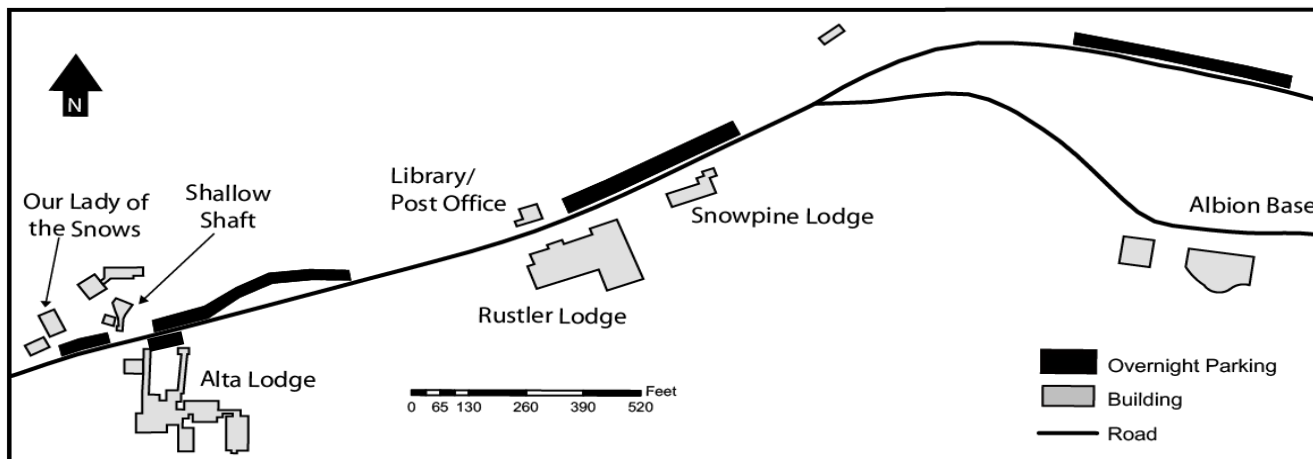 N
Our Lady of
the Snows
Shallow
Shaft
Library/
Post Office
Snowpine Lodge
Albion Base
Rustler Lodge
Alta Lodge
Feet
0 65 130 260 390 520
Overnight Parking
Building
Road